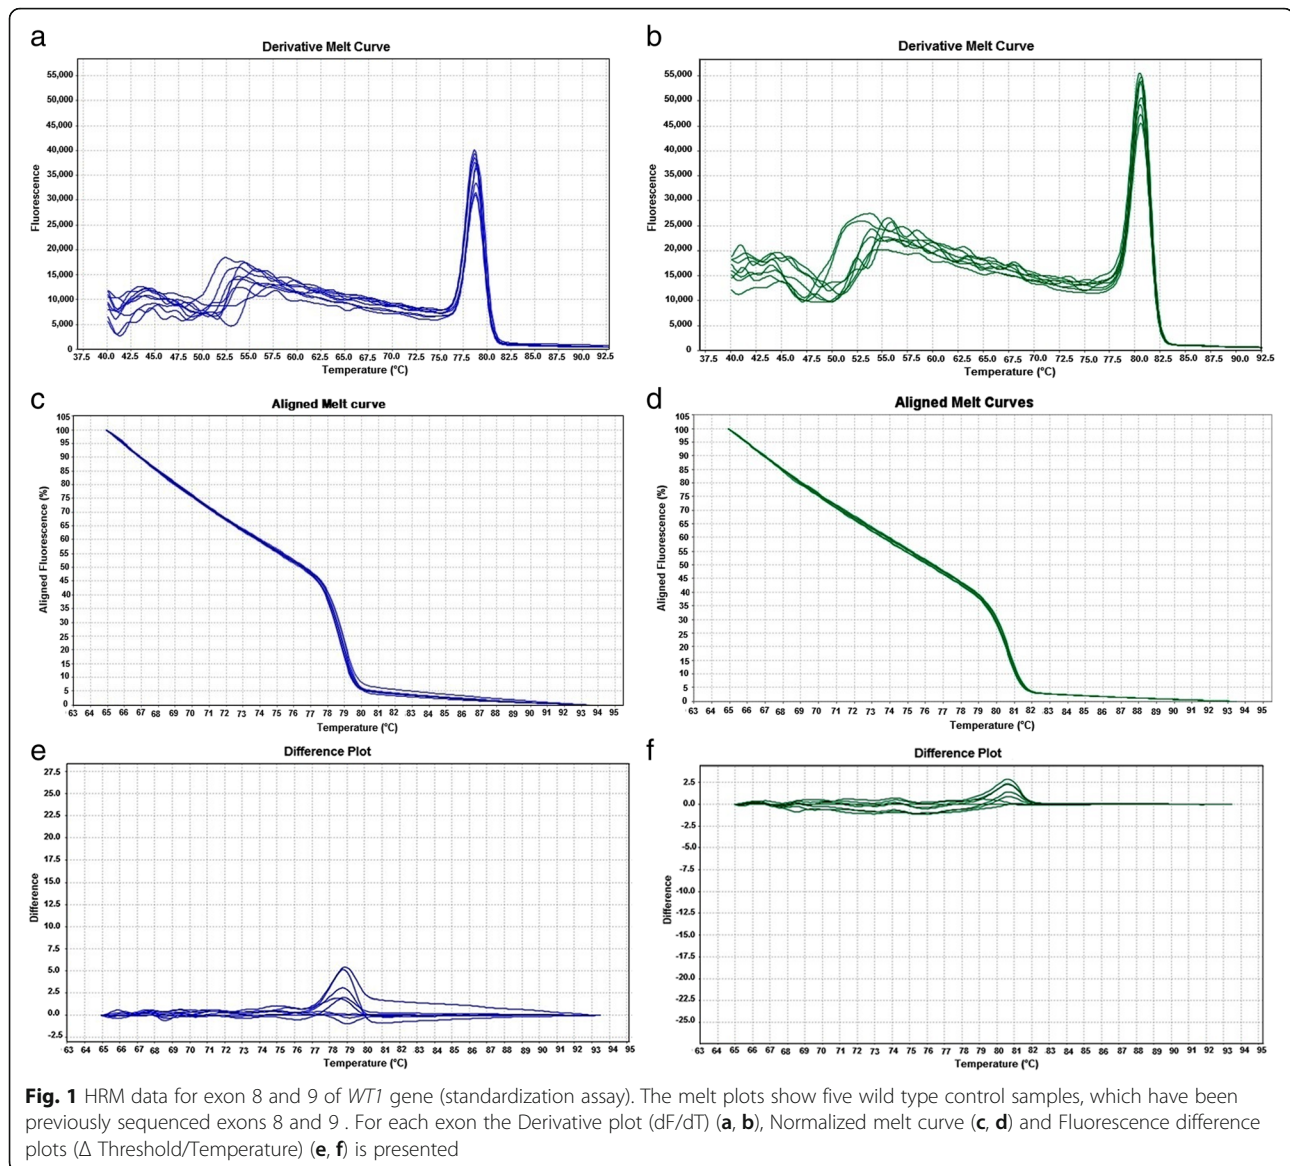 a
Derivative Melt Curve
55,000
50,000
45,000
40,000
35,000
30,000
25,000
20,000
15,000
10,000
5,000
0
Fluorescence
37.5 40.0 42.5 45.0 47.5 50.0 52.5 55.0 57.5 60.0 62.5 65.0 67.5 70.0 72.5 75.0 77.5 80.0 82.5 85.0 87.5 90.0 92.5
Temperature (°C)
b
Derivative Melt Curve
55,000
50,000
45,000
40,000
35,000
30,000
25,000
20,000
15,000
10,000
5,000
0
Fluorescence
37.5 40.0 42.5 45.0 47.5 50.0 52.5 55.0 57.5 60.0 62.5 65.0 67.5 70.0 72.5 75.0 77.5 80.0 82.5 85.0 87.5 90.0 92.5
Temperature (°C)
c
Aligned Melt curve
105
100
95
90
85
80
75
70
65
60
55
50
45
40
35
30
25
20
15
10
5
0
Aligned Fluorescence (%)
63 64 65 67 68 69 70 71 72 73 74 75 76 77 78 79 80 81 82 84 85 86 87 88 89 90 91 92 93 94 95
Temperature (°C)
d
Aligned Melt Curves
105
100
95
90
85
80
75
70
65
60
55
50
45
40
35
30
25
20
15
10
5
0
Aligned Fluorescence (%)
63 64 65 66 67 68 69 70 71 72 73 74 75 76 77 78 79 80 81 82 84 85 86 87 88 89 90 91 92 93 94 95
Temperature (°C)
e
Difference Plot
27.5
25.0
22.5
20.0
17.5
15.0
12.5
10.0
7.5
5.0
2.5
0.0
-2.5
Difference
63 64 65 67 68 69 70 71 72 73 74 75 76 77 78 79 80 81 82 84 85 86 87 88 89 90 91 92 93 94 95
Temperature (°C)
f
Difference Plot
2.5
0.0
-2.5
-5.0
-7.5
-10.0
-12.5
-15.0
-17.5
-20.0
-22.5
-25.0
Difference
63 64 65 67 68 69 70 71 72 73 74 75 76 77 78 79 80 81 82 84 85 86 87 88 89 90 91 92 93 94 95
Temperature (°C)
Fig. 1 HRM data for exon 8 and 9 of WT1 gene (standardization assay). The melt plots show five wild type control samples, which have been
previously sequenced exons 8 and 9 . For each exon the Derivative plot (dF/dT) (a, b), Normalized melt curve (c, d) and Fluorescence difference
plots (Δ Threshold/Temperature) (e, f) is presented